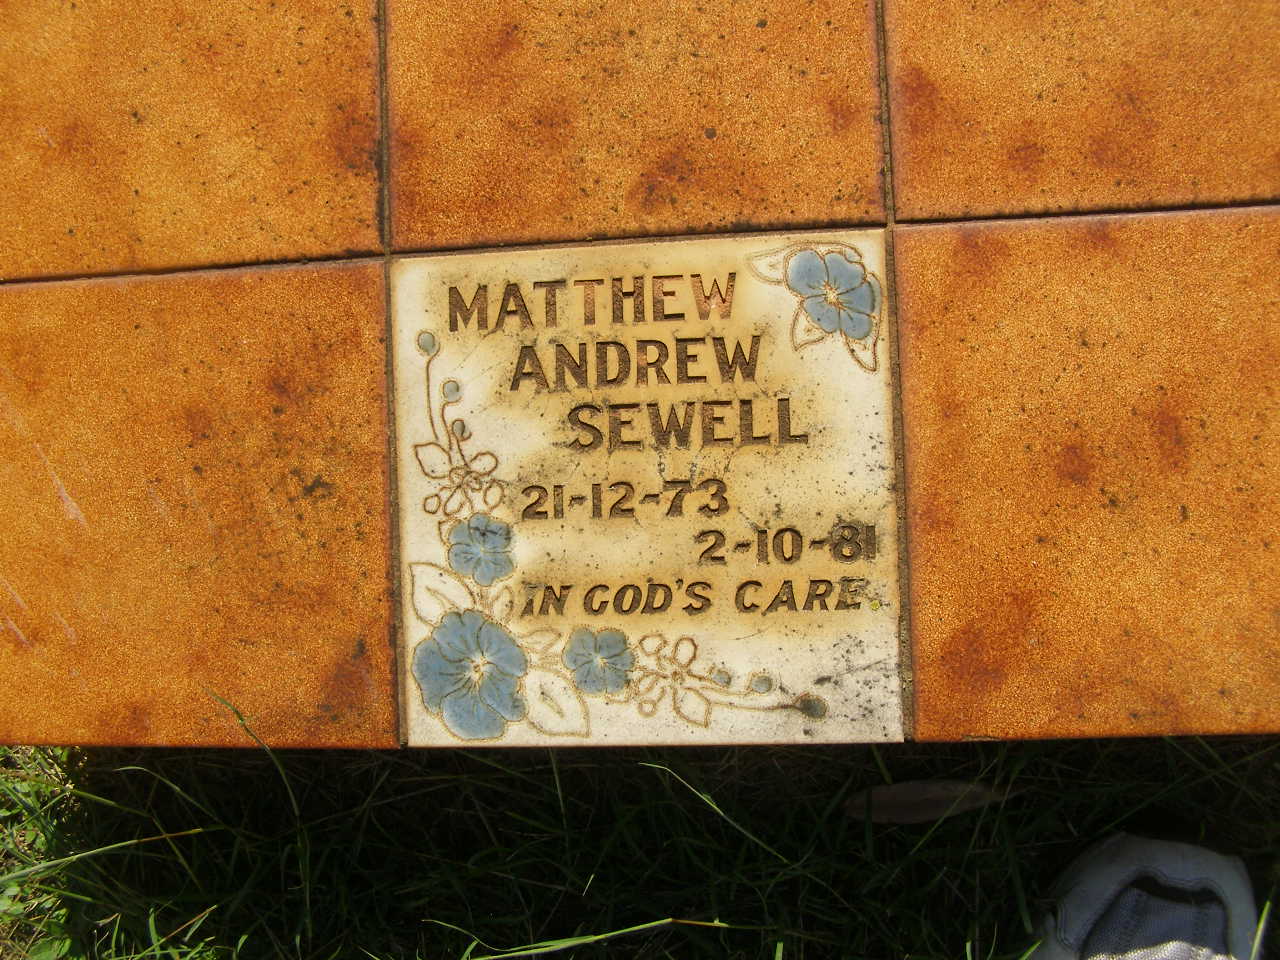 MATTHEW
ANDREW
SEWELL
21-12-73
2-10-81
IN GOD'S CARE.